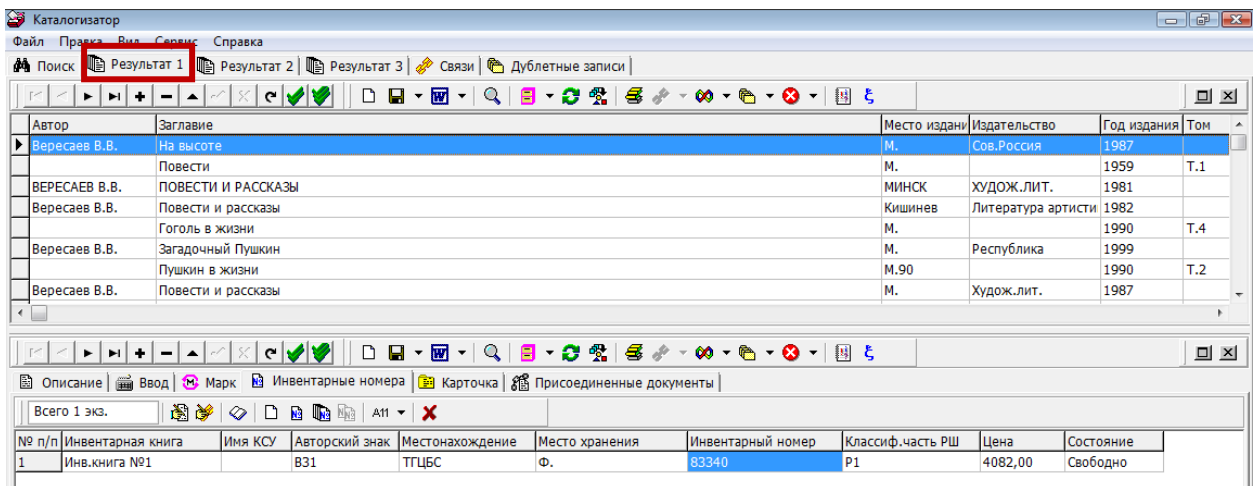 Каталогизатор
Файл Правка Вид Сервис Справка
Поиск Результат 1 Результат 2 Результат 3 Связи Дублетные записи
Автор Заглавие Место издани Издательство Год издания Том
Вересаев В.В. На высоте М. Сов.Россия 1987
Повести М. 1959 Т.1
ВЕРЕСАЕВ В.В. ПОВЕСТИ И РАССКАЗЫ МИНСК ХУДОЖ.ЛИТ. 1981
Вересаев В.В. Повести и рассказы Кишинев Литература артисти 1982
Гоголь в жизни М. 1990 Т.4
Вересаев В.В. Загадочный Пушкин М. Республика 1999
Пушкин в жизни М.90 1990 Т.2
Вересаев В.В. Повести и рассказы М. Худож.лит. 1987
Описание Ввод Марк Инвентарные номера Карточка Присоединенные документы
Всего 1 экз. А11
№ п/п Инвентарная книга Имя КСУ Авторский знак Местонахождение Место хранения Инвентарный номер Классиф.часть РШ Цена Состояние
1 Инв.книга №1 В31 ТГЦБС Ф. 83340 Р1 4082,00 Свободно